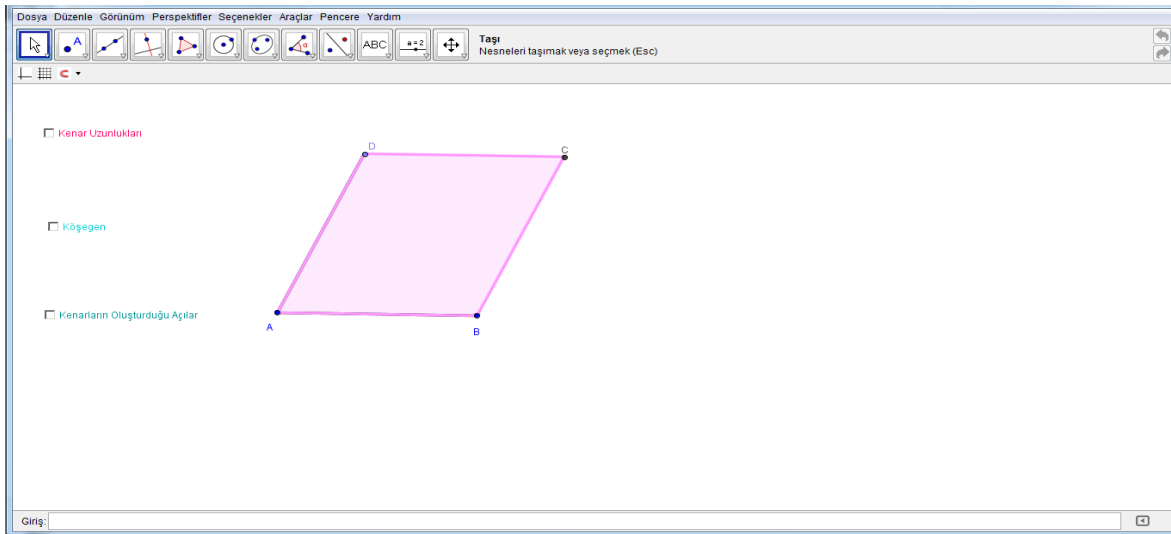 Dosya Düzenle Görünüm Perspektifler Seçenekler Araçlar Pencere Yardım
A α ABC a = 2
Taşı
Nesneleri taşımak veya seçmek (Esc)
Kenar Uzunlukları
D
C
Köşegen
Kenarların Oluşturduğu Açılar
A
B
Giriş: